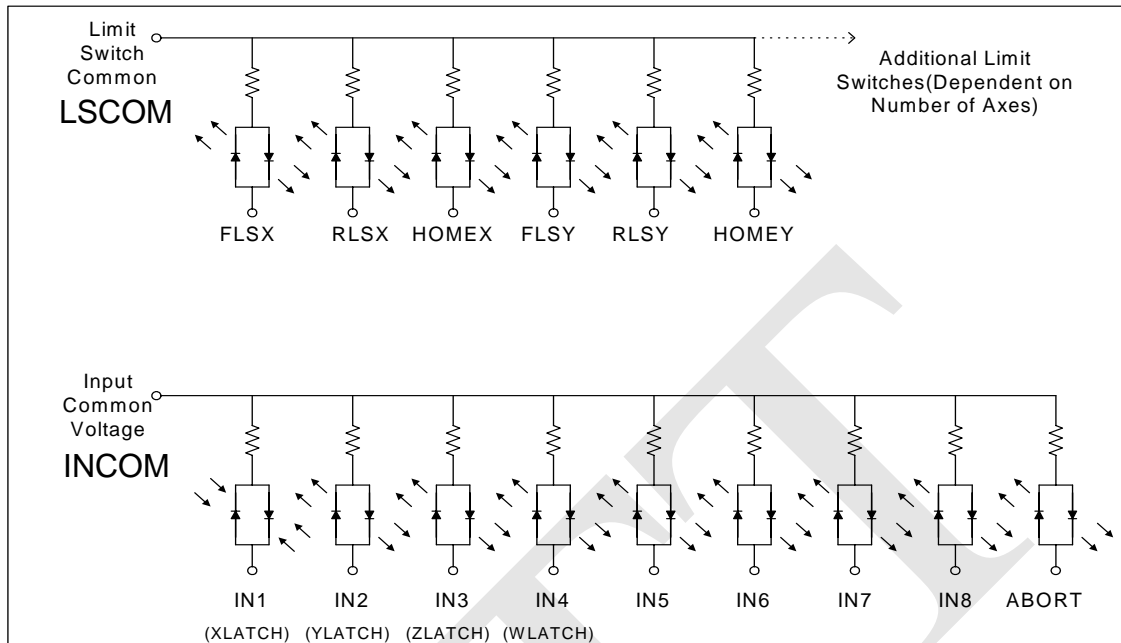 Limit
Switch
Common
LSCOM
Additional Limit
Switches(Dependent on
Number of Axes)
FLSX RLSX HOMEX FLSY RLSY HOMEY
Input
Common
Voltage
INCOM
IN1 IN2 IN3 IN4 IN5 IN6 IN7 IN8 ABORT
(XLATCH) (YLATCH) (ZLATCH) (WLATCH)